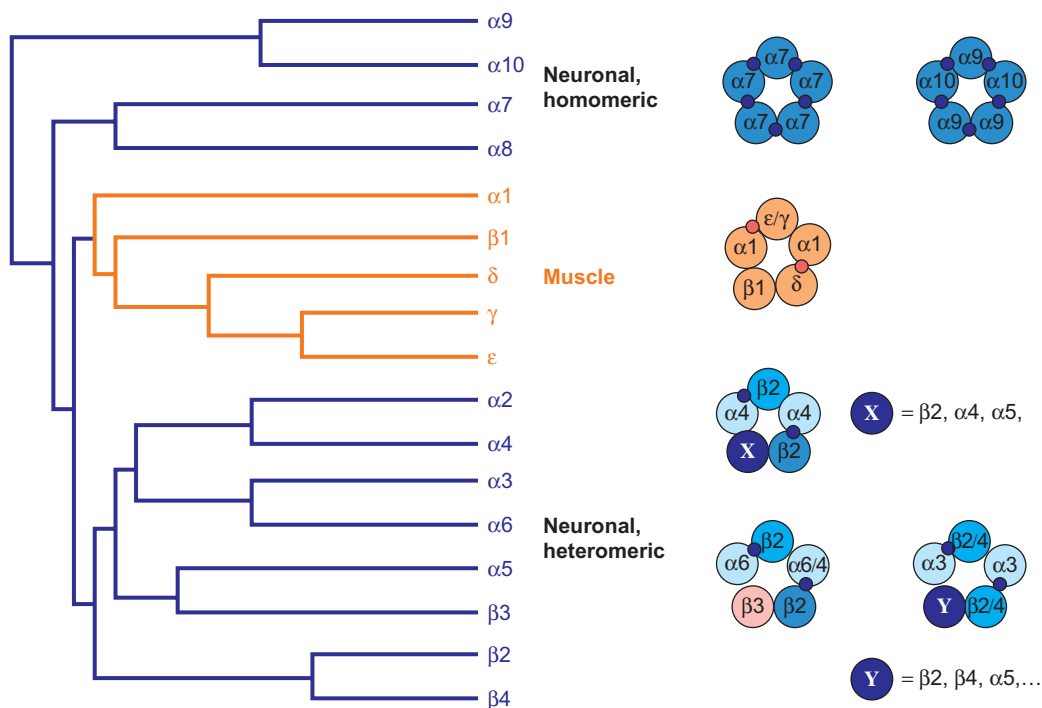 α9
α10
α7
α8
α1
β1
δ
γ
ε
α2
α4
α3
α6
α5
β3
β2
β4
Neuronal,
homomeric
Muscle
Neuronal,
heteromeric
α7
α7 α7
α7 α7
α9
α10 α10
α9 α9
ε/γ
α1 α1
β1 δ
β2
α4 α4
X β2
X = β2, α4, α5,
β2
α6 α6/4
β3 β2
β2/4
α3 α3
Y β2/4
Y = β2, β4, α5,...